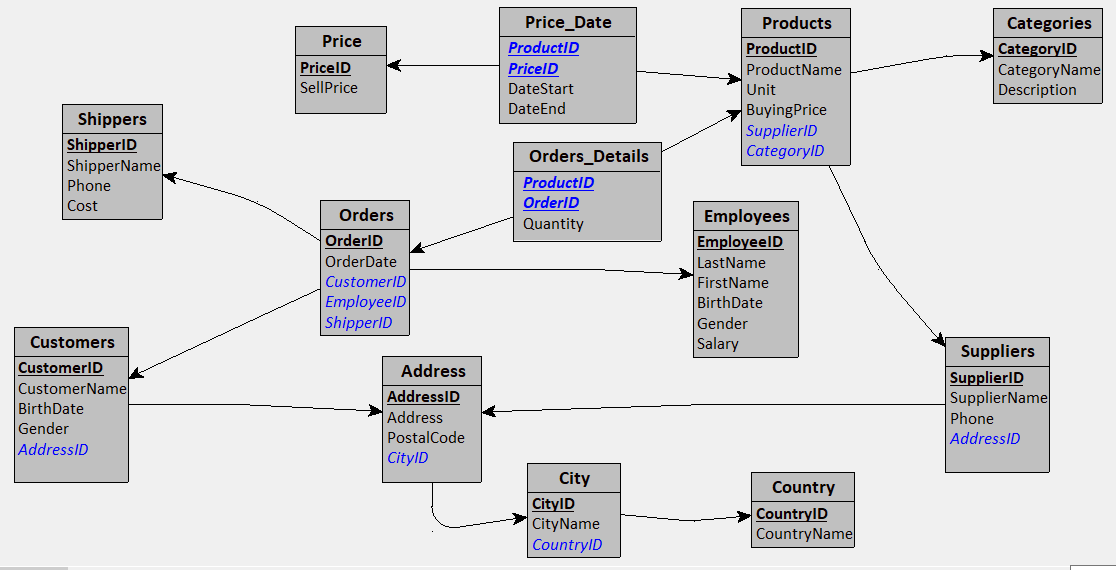 Price
PriceID
SellPrice
Price_Date
ProductID
PriceID
DateStart
DateEnd
Products
ProductID
ProductName
Unit
BuyingPrice
SupplierID
CategoryID
Categories
CategoryID
CategoryName
Description
Shippers
ShipperID
ShipperName
Phone
Cost
Orders_Details
ProductID
OrderID
Quantity
Orders
OrderID
OrderDate
CustomerID
EmployeeID
ShipperID
Employees
EmployeeID
LastName
FirstName
BirthDate
Gender
Salary
Customers
CustomerID
CustomerName
BirthDate
Gender
AddressID
Address
AddressID
Address
PostalCode
CityID
Suppliers
SupplierID
SupplierName
Phone
AddressID
City
CityID
CityName
CountryID
Country
CountryID
CountryName